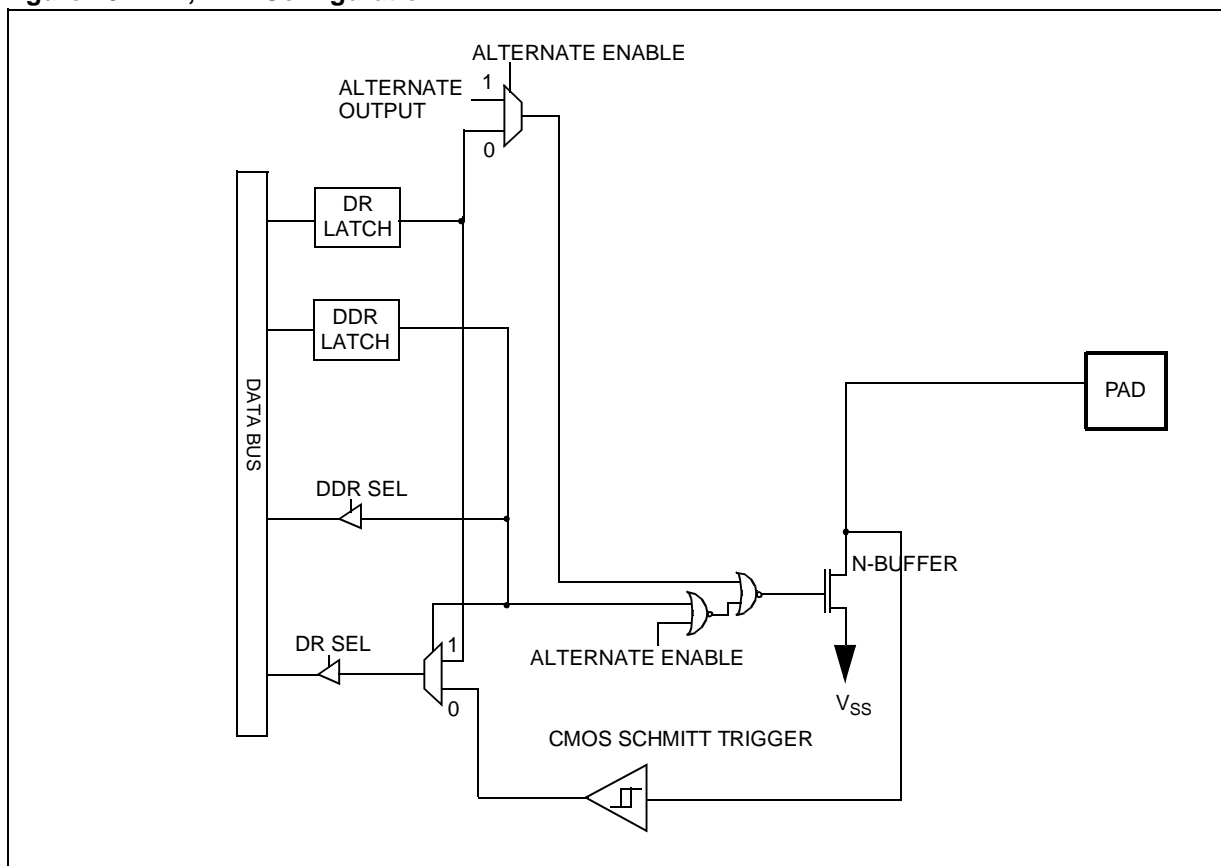 ALTERNATE ENABLE
ALTERNATE
OUTPUT
1
0
DR
LATCH
DDR
LATCH
DATA BUS
PAD
DDR SEL
N-BUFFER
DR SEL
1
0
ALTERNATE ENABLE
VSS
CMOS SCHMITT TRIGGER